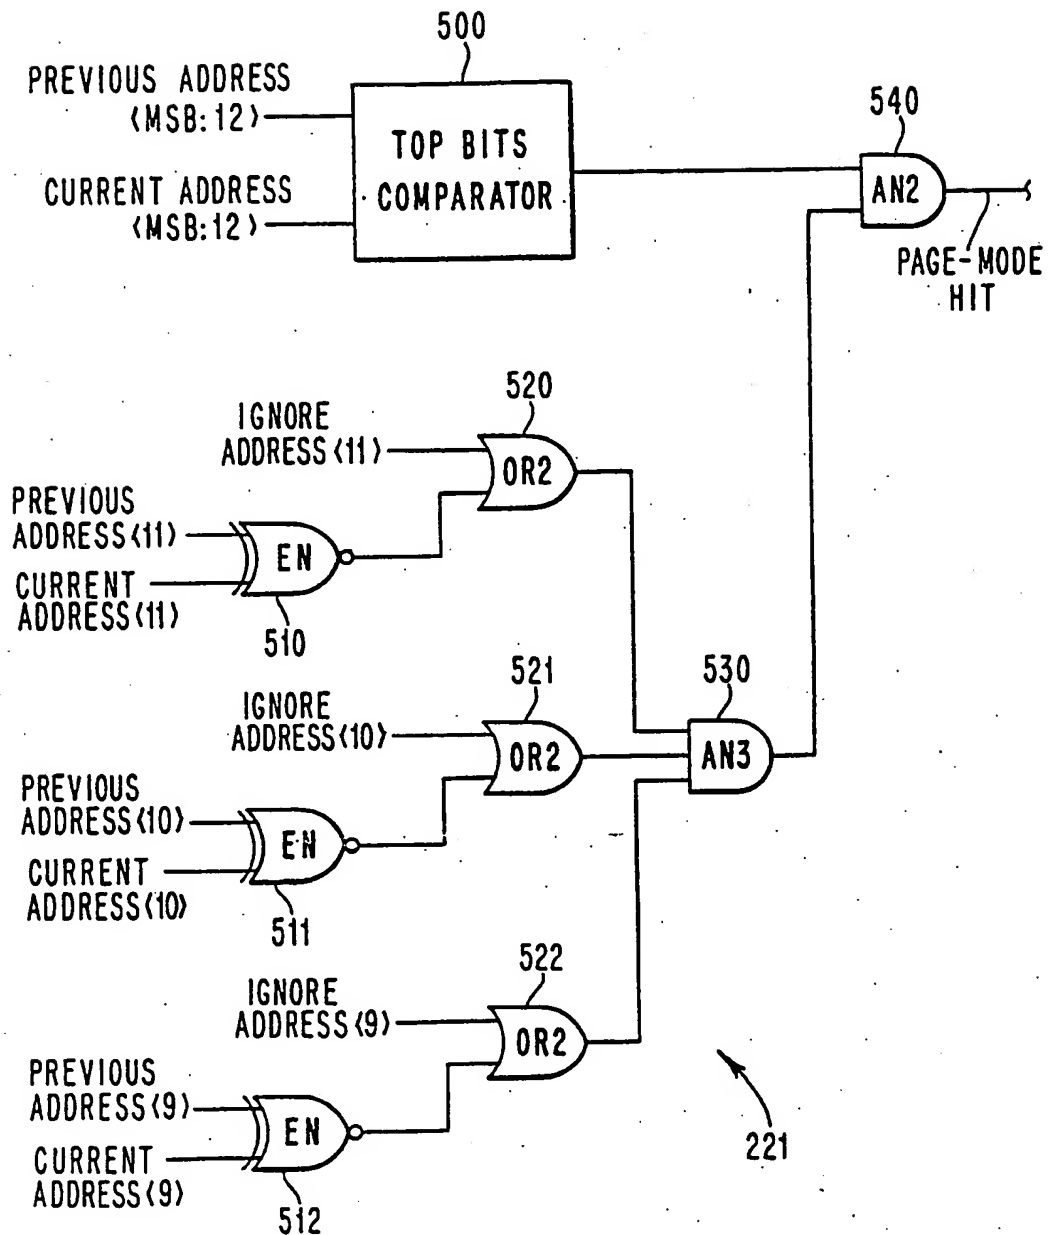 500
PREVIOUS ADDRESS
<MSB:12>
TOP BITS
COMPARATOR
CURRENT ADDRESS
<MSB:12>
540
AN2
PAGE-MODE
HIT
520
IGNORE
ADDRESS<11>
OR2
PREVIOUS
ADDRESS<11>
EN
CURRENT
ADDRESS<11>
510
521
530
IGNORE
ADDRESS<10>
OR2
AN3
PREVIOUS
ADDRESS<10>
EN
CURRENT
ADDRESS<10>
511
522
IGNORE
ADDRESS<9>
OR2
PREVIOUS
ADDRESS<9>
EN
CURRENT
ADDRESS<9>
512
221